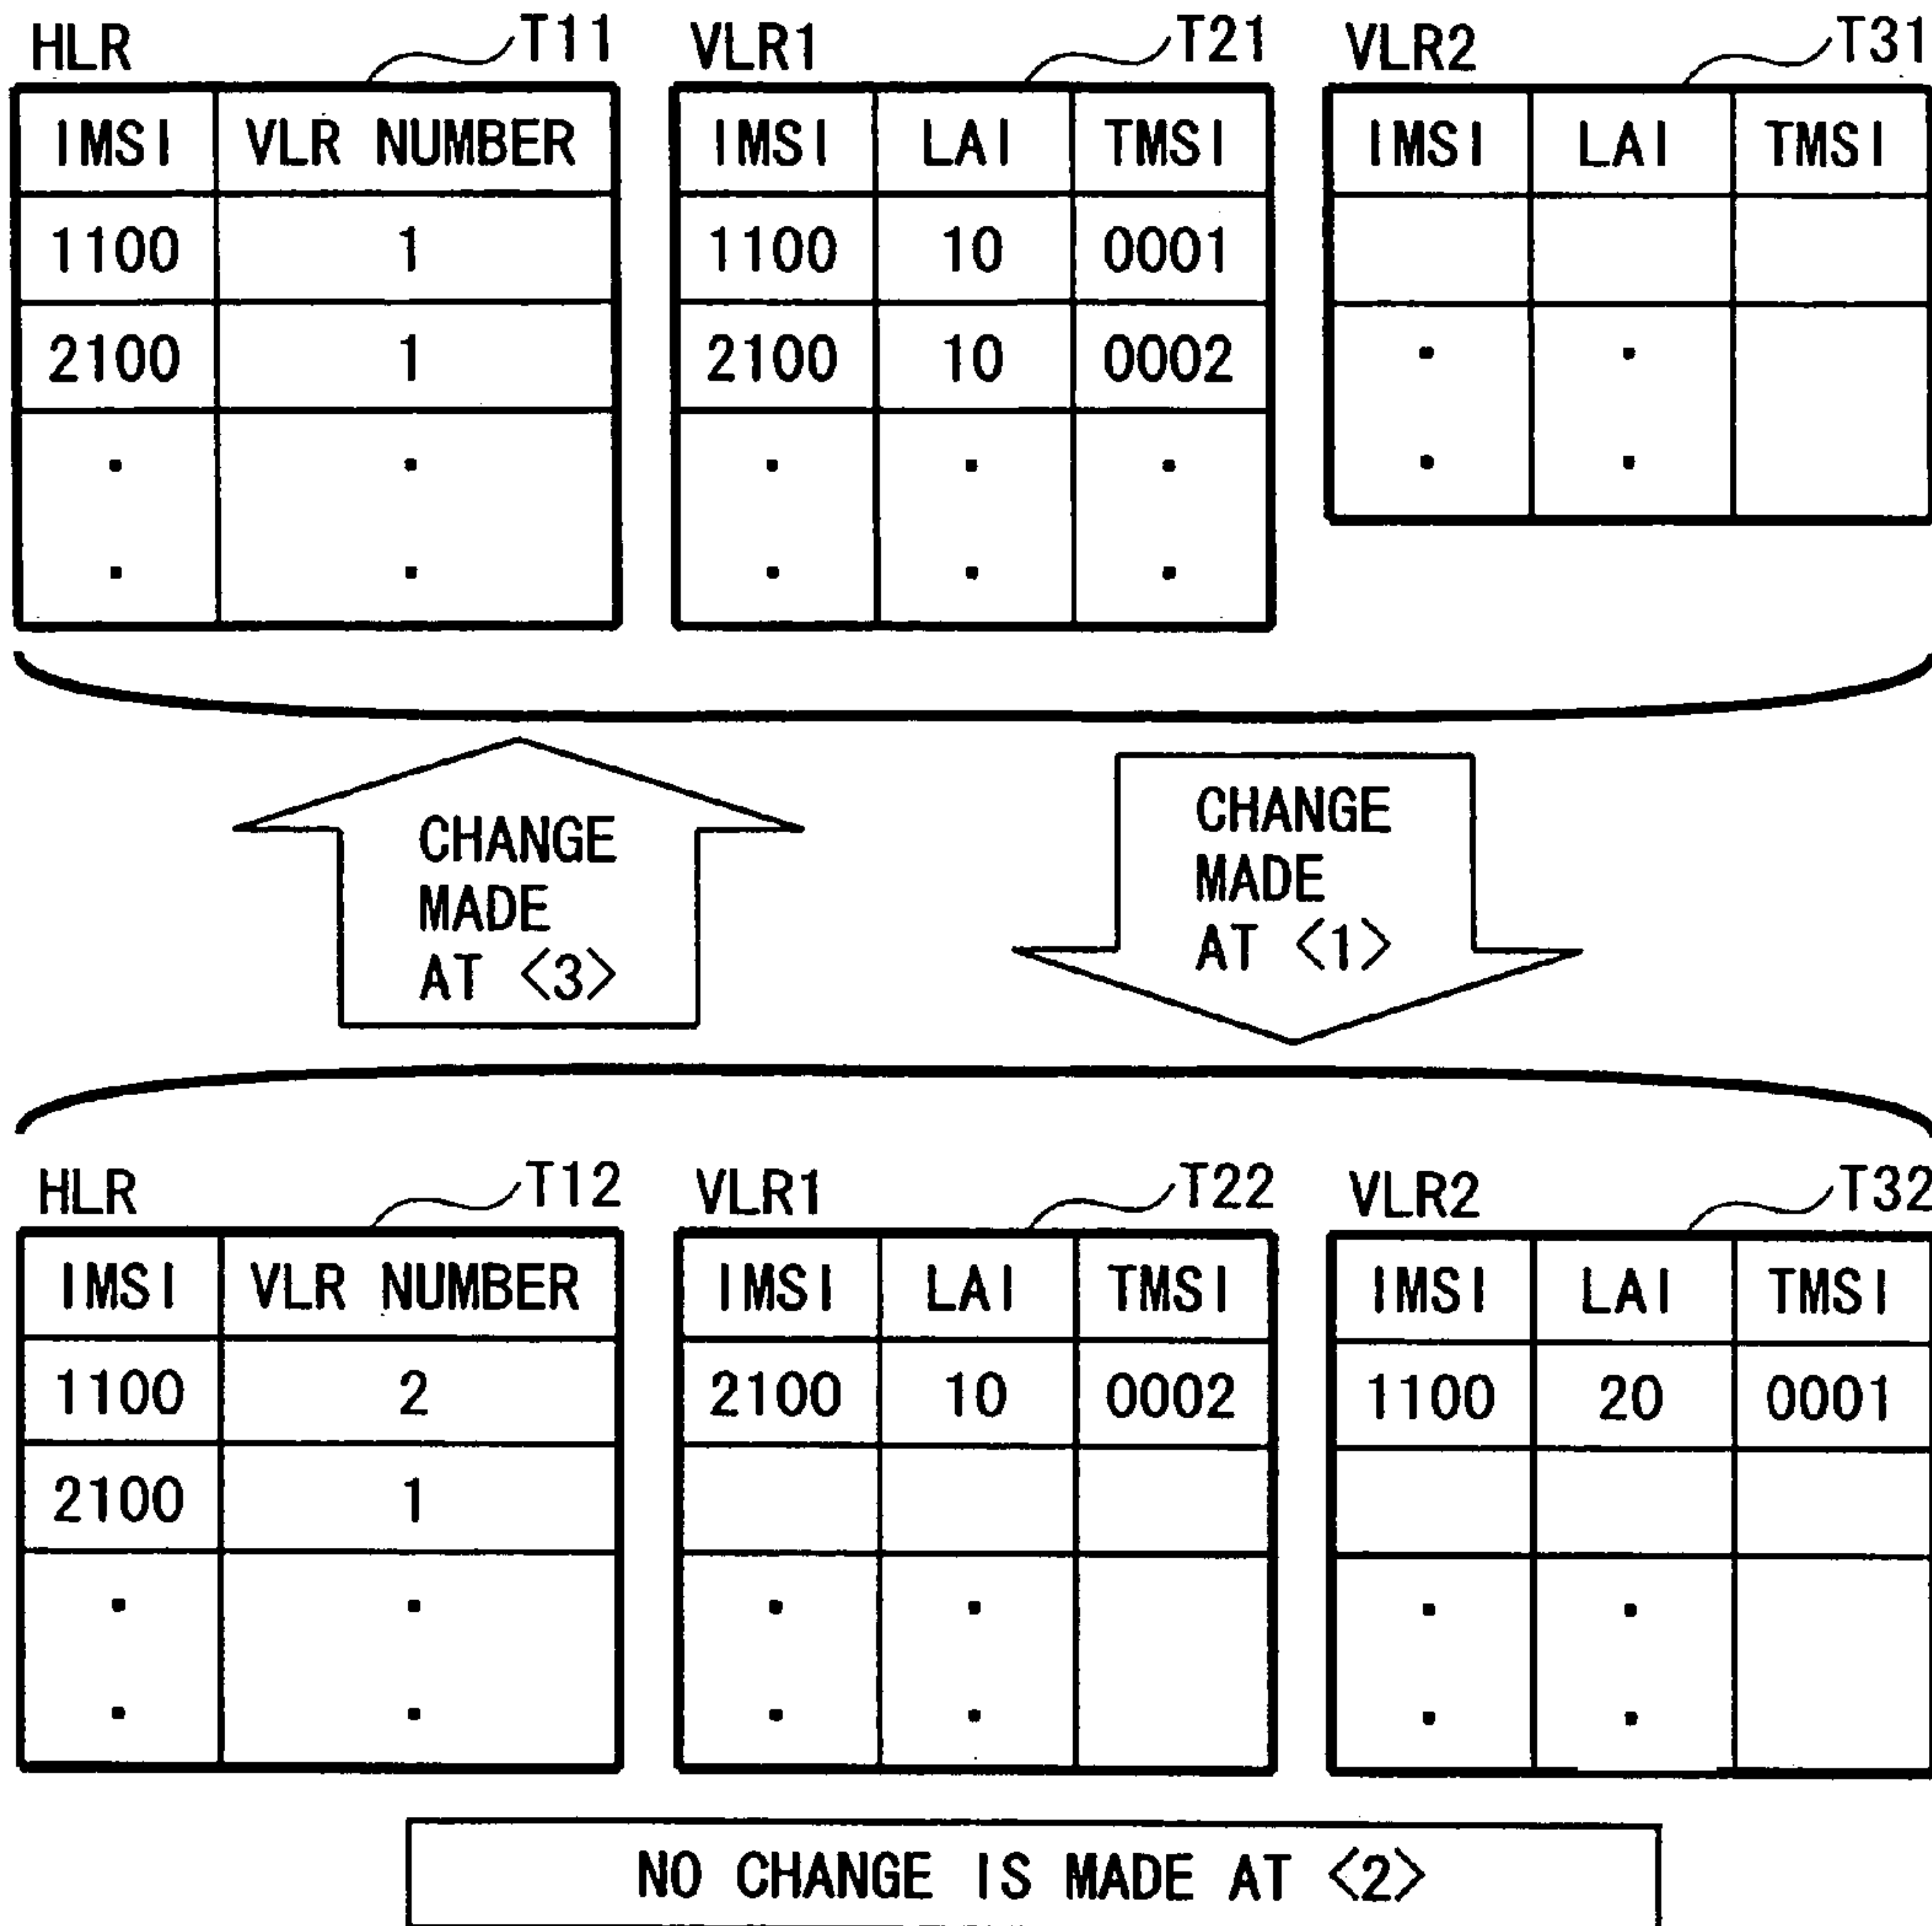 HLR T11 VLR1 T21 VLR2 T31
IMSI VLR NUMBER IMSI LAI TMSI IMSI LAI TMSI
1100 1 1100 10 0001
2100 1 2100 10 0002
CHANGE
MADE
AT <3>
CHANGE
MADE
AT <1>
HLR T12 VLR1 T22 VLR2 T32
IMSI VLR NUMBER IMSI LAI TMSI IMSI LAI TMSI
1100 2 2100 10 0002 1100 20 0001
2100 1
NO CHANGE IS MADE AT <2>